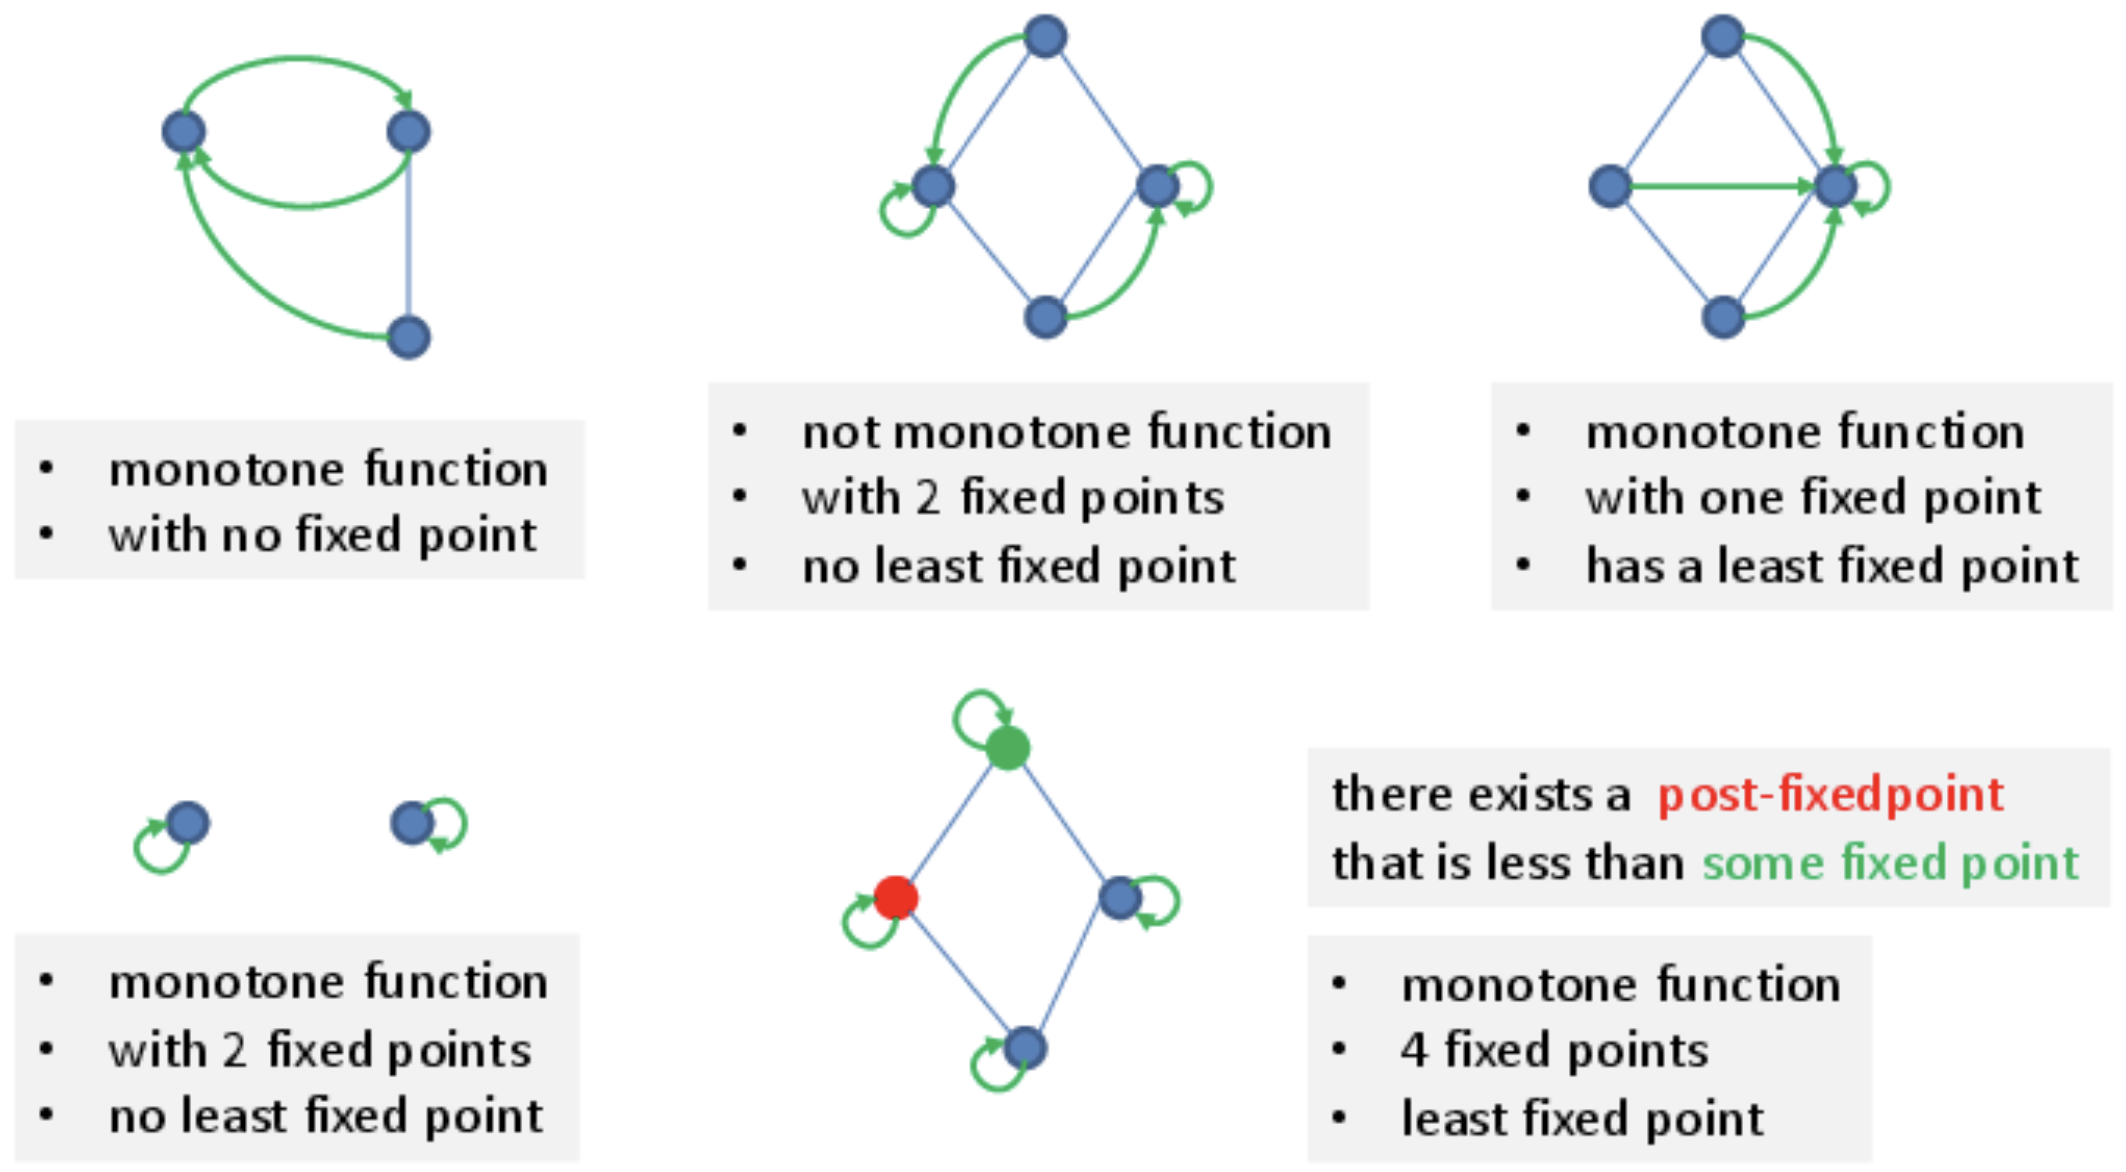 • monotone function
• with no fixed point
• not monotone function
• with 2 fixed points
• no least fixed point
• monotone function
• with one fixed point
• has a least fixed point
• monotone function
• with 2 fixed points
• no least fixed point
there exists a post-fixedpoint
that is less than some fixed point
• monotone function
• 4 fixed points
• least fixed point